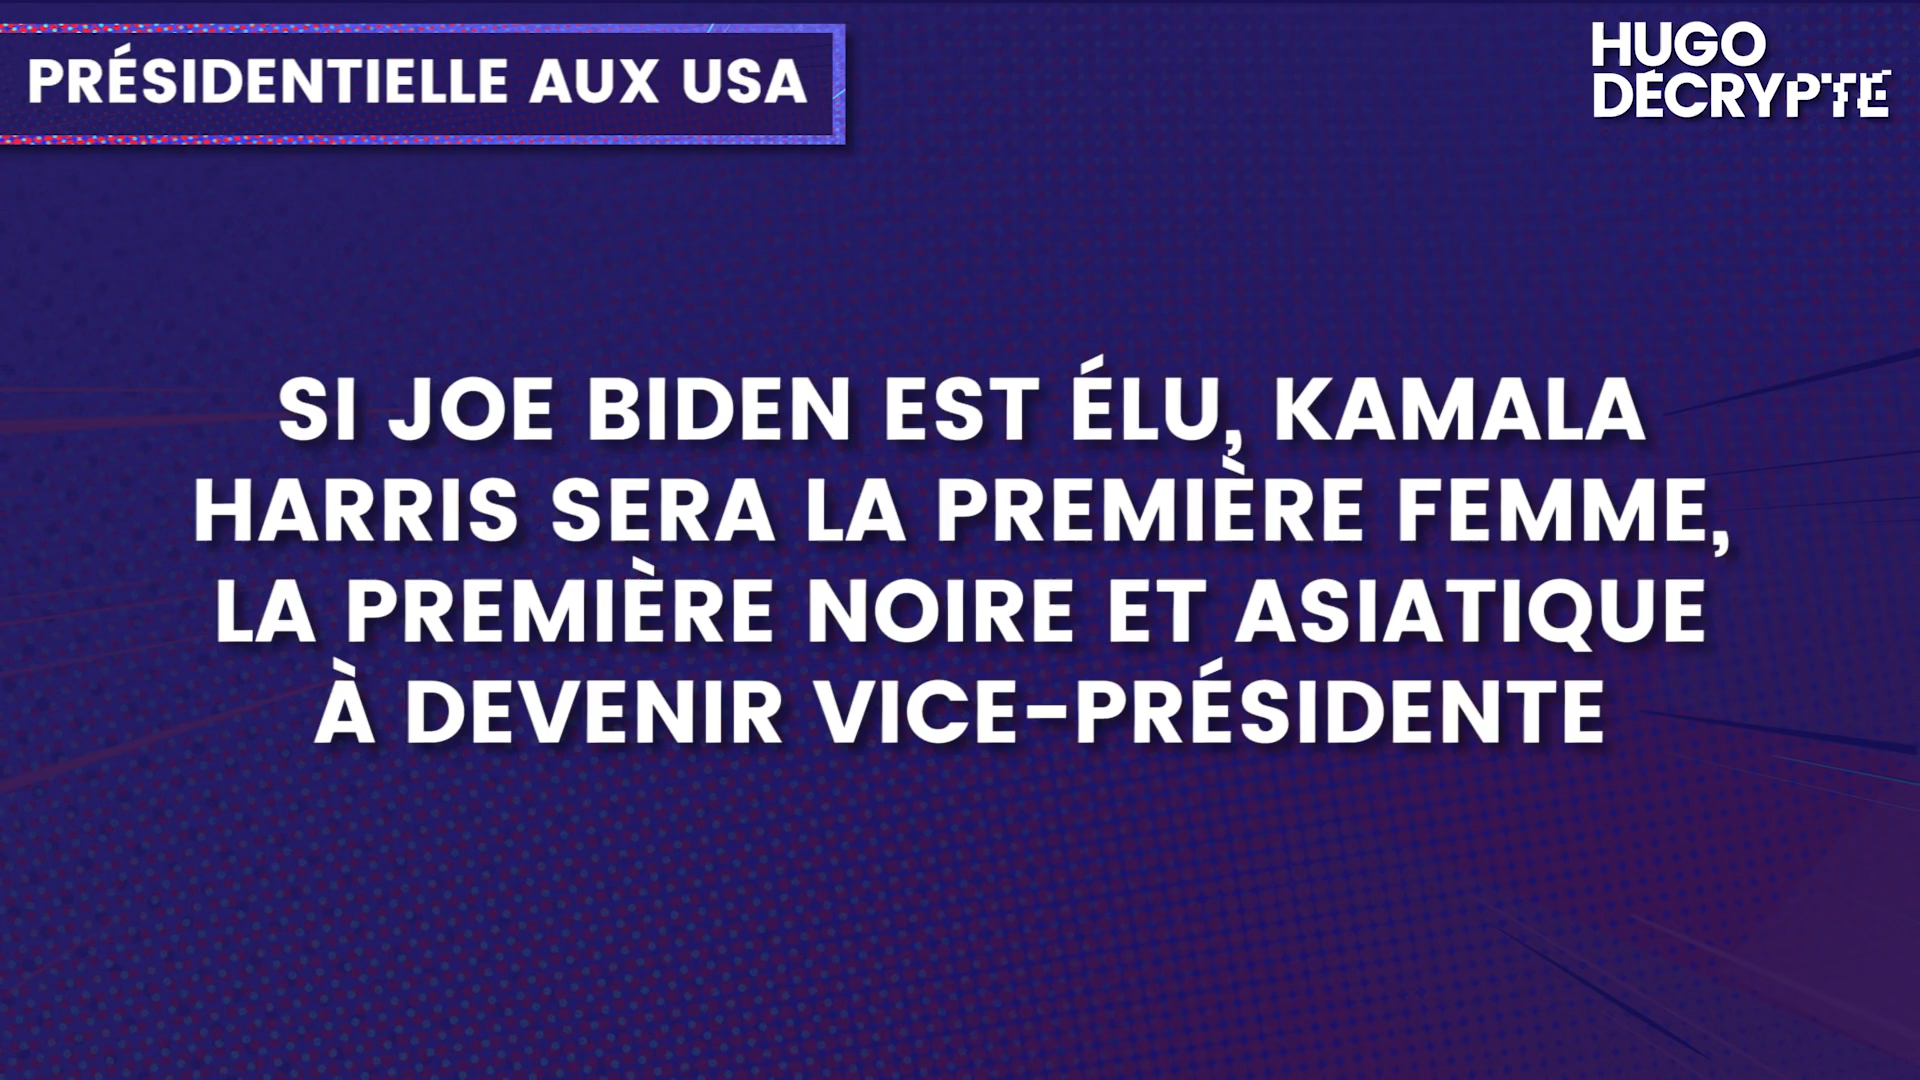 PRÉSIDENTIELLE AUX USA
HUGO
DÉCRYPTE
SI JOE BIDEN EST ÉLU, KAMALA
HARRIS SERA LA PREMIÈRE FEMME,
LA PREMIÈRE NOIRE ET ASIATIQUE
À DEVENIR VICE-PRÉSIDENTE